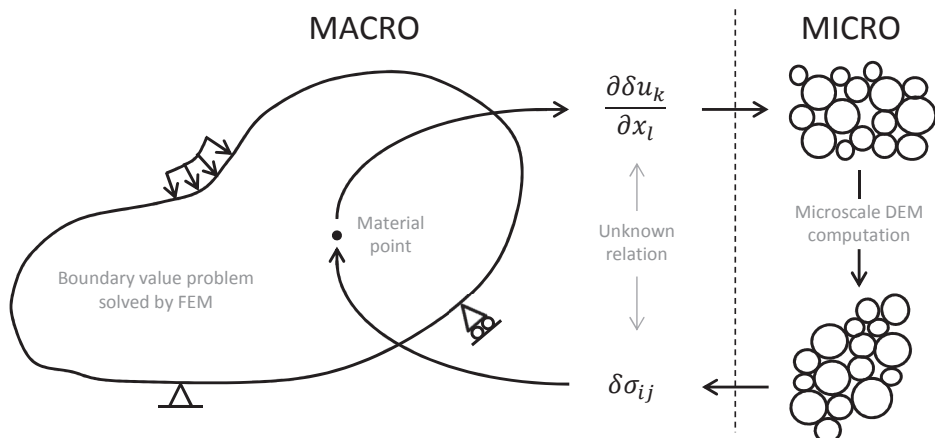 MACRO
MICRO
∂δu_k
∂x_l
Material
point
Unknown
relation
Microscale DEM
computation
Boundary value problem
solved by FEM
δσ_ij